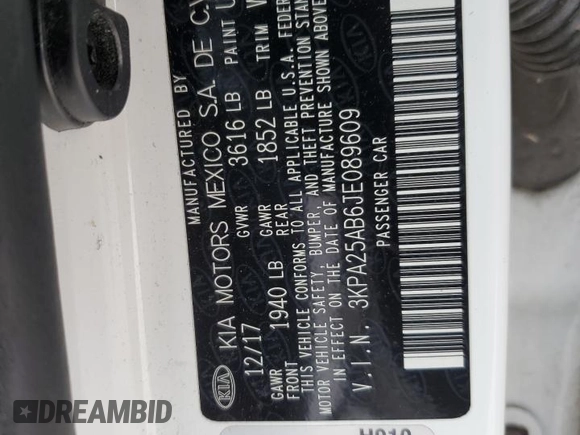 MANUFACTURED BY
KIA KIA MOTORS MEXICO S.A. DE C.V
12/17 GVWR 3616 LB PAINT U
GAWR FRONT 1940 LB GAWR REAR 1852 LB TRIM V
THIS VEHICLE CONFORMS TO ALL APPLICABLE U.S.A. FEDER
MOTOR VEHICLE SAFETY, BUMPER, AND THEFT PREVENTION STAN
IN EFFECT ON THE DATE OF MANUFACTURE SHOWN ABOVE
V.I.N. 3KPA25AB6JE089609
PASSENGER CAR
DREAMBID